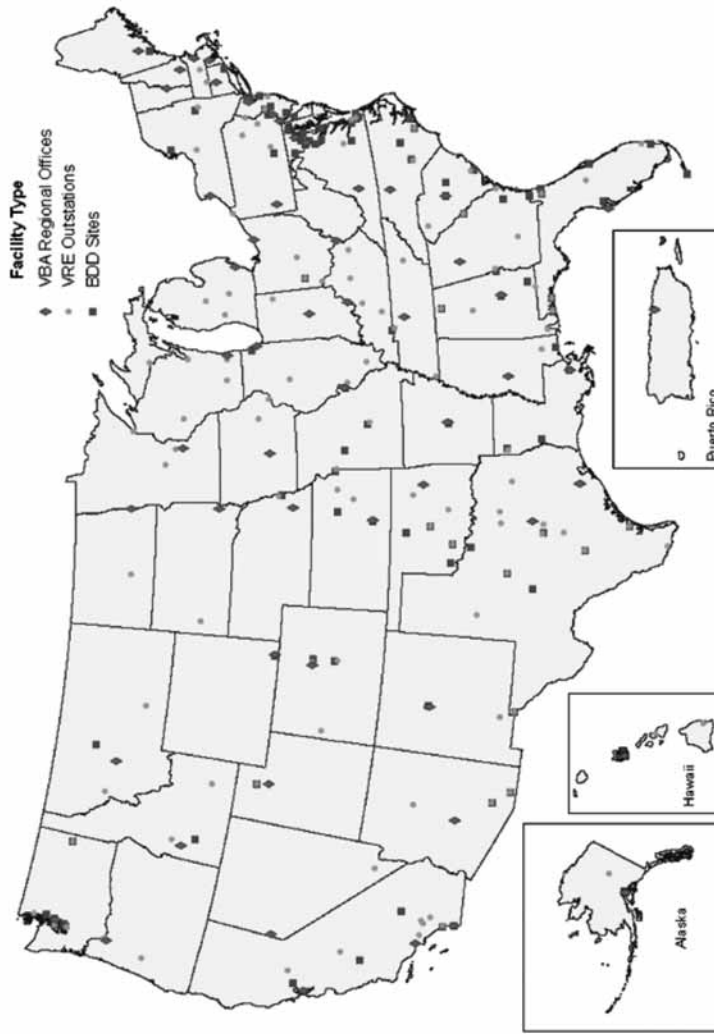 Facility Type
VBA Regional Offices
VRE Outstations
BDD Sites
Alaska
Hawaii
Puerto Rico